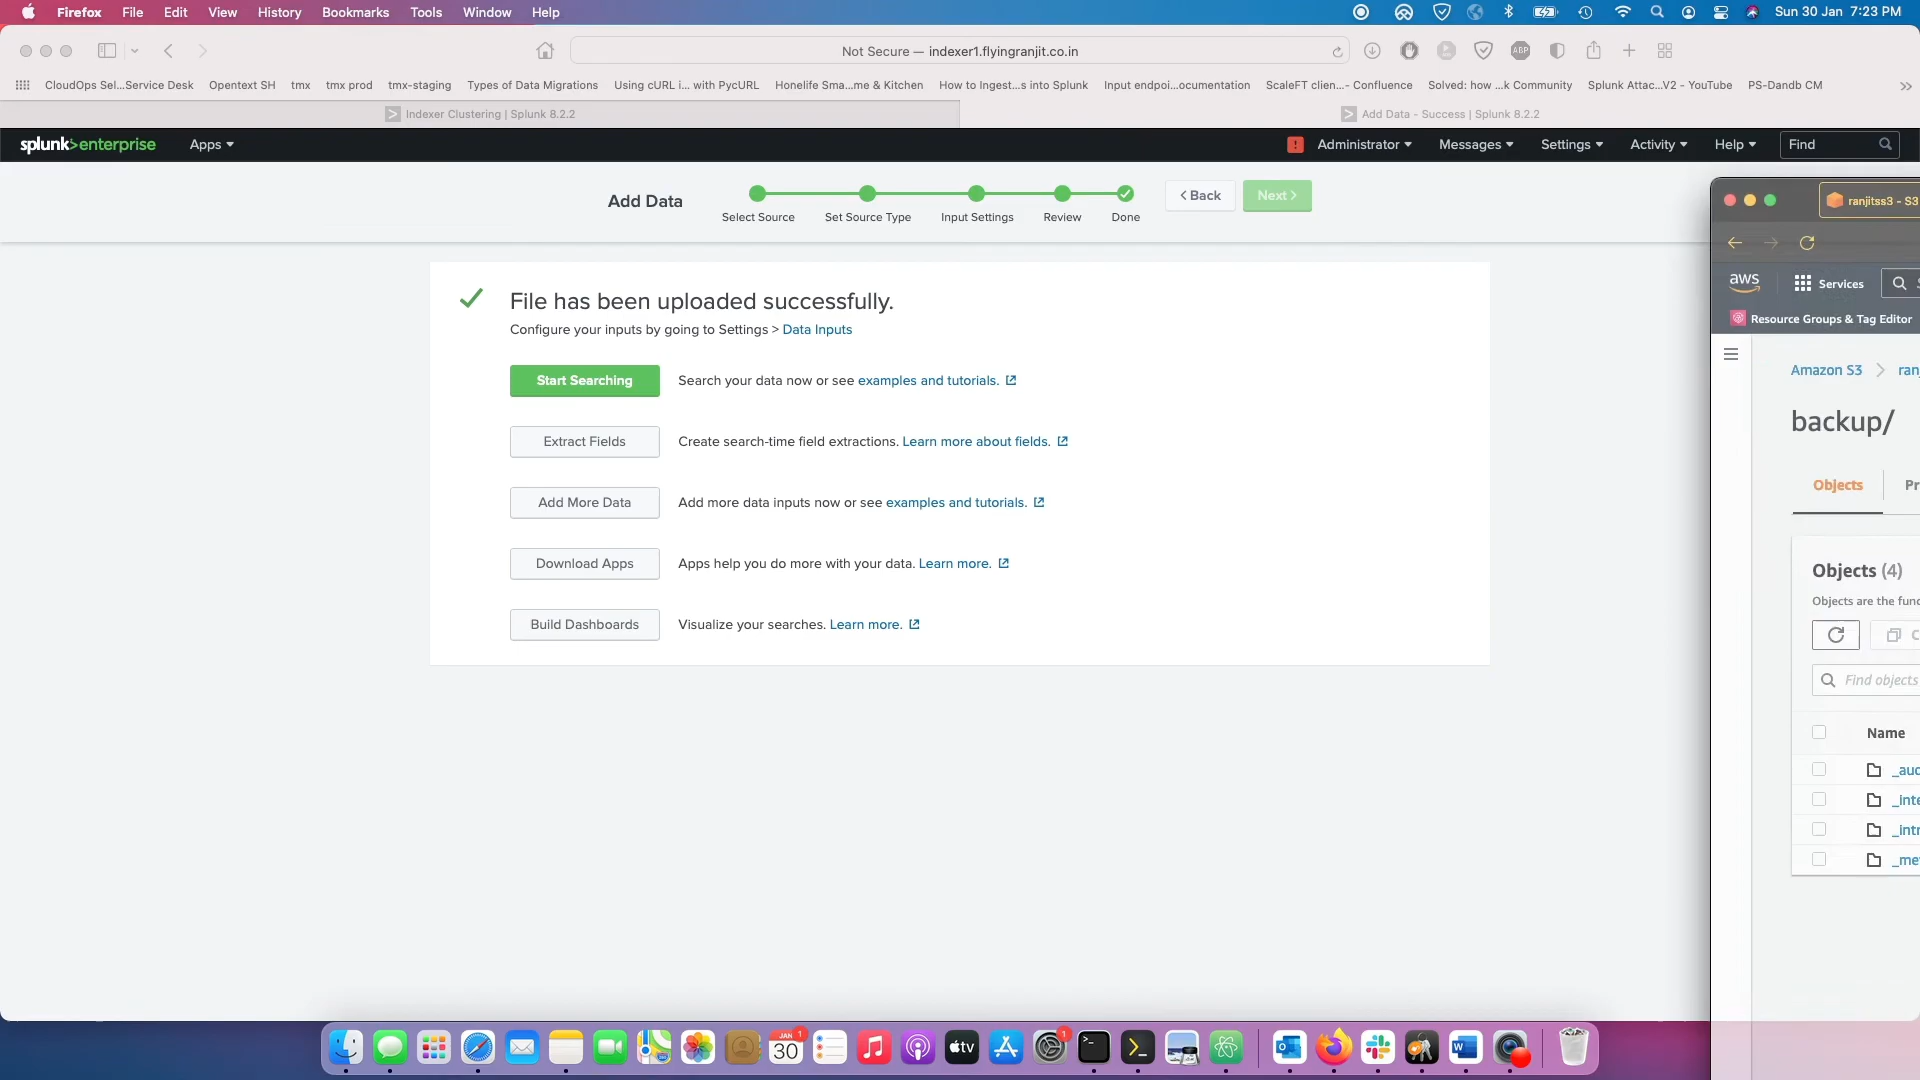 Firefox File Edit View History Bookmarks Tools Window Help
Sun 30 Jan 7:23 PM
Not Secure — indexer1.flyingranjit.co.in
ABP
CloudOps Sel...Service Desk Opentext SH tmx tmx prod tmx-staging Types of Data Migrations Using cURL i... with PycURL Honelife Sma...me & Kitchen How to Ingest...s into Splunk Input endpoi...ocumentation ScaleFT clien...- Confluence Solved: how ...k Community Splunk Attac...V2 - YouTube PS-Dandb CM
Indexer Clustering | Splunk 8.2.2
Add Data - Success | Splunk 8.2.2
splunk>enterprise Apps
! Administrator Messages Settings Activity Help Find
Add Data
Select Source Set Source Type Input Settings Review Done
< Back Next >
File has been uploaded successfully.
Configure your inputs by going to Settings > Data Inputs
Start Searching Search your data now or see examples and tutorials.
Extract Fields Create search-time field extractions. Learn more about fields.
Add More Data Add more data inputs now or see examples and tutorials.
Download Apps Apps help you do more with your data. Learn more.
Build Dashboards Visualize your searches. Learn more.
ranjitss3 - S3
aws Services
Resource Groups & Tag Editor
Amazon S3 ran
backup/
Objects Pr
Objects (4)
Objects are the fund
C
Find objects
Name
_aud
_inte
_intr
_me
JAN 1
30
tv
1